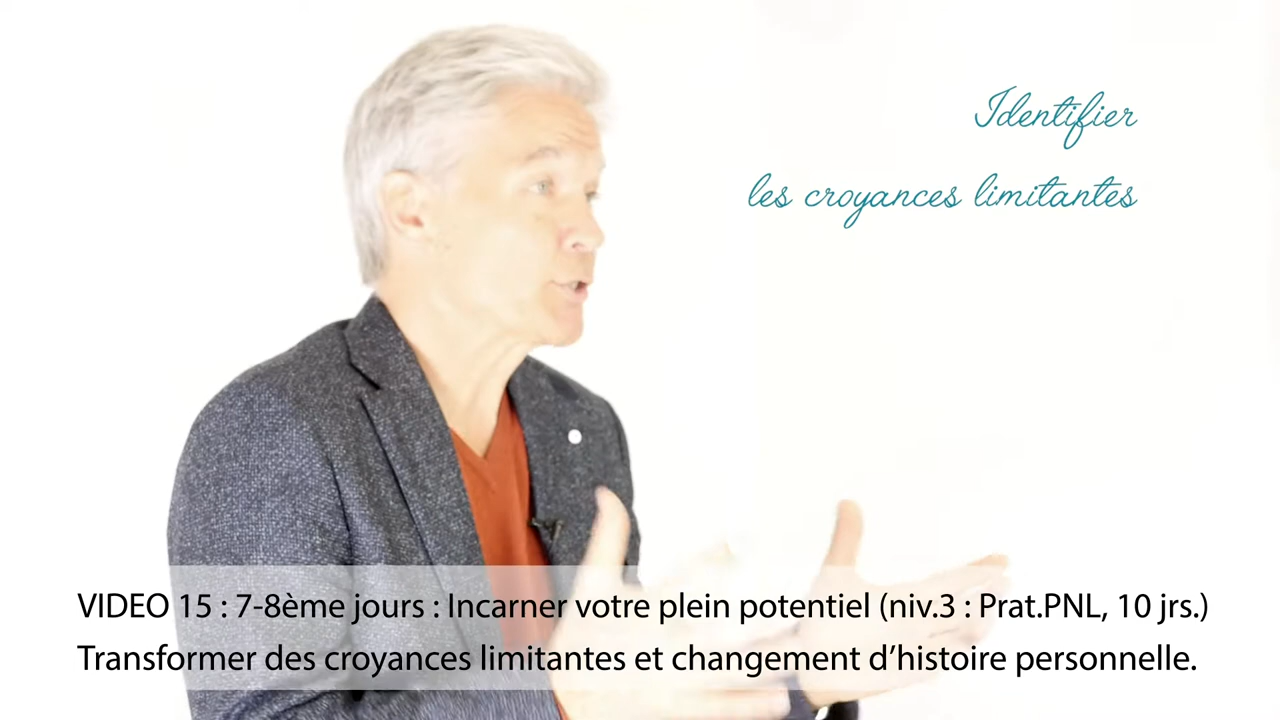 Identifier
les croyances limitantes
VIDEO 15 : 7-8ème jours : Incarner votre plein potentiel (niv.3 : Prat.PNL, 10 jrs.)
Transformer des croyances limitantes et changement d’histoire personnelle.